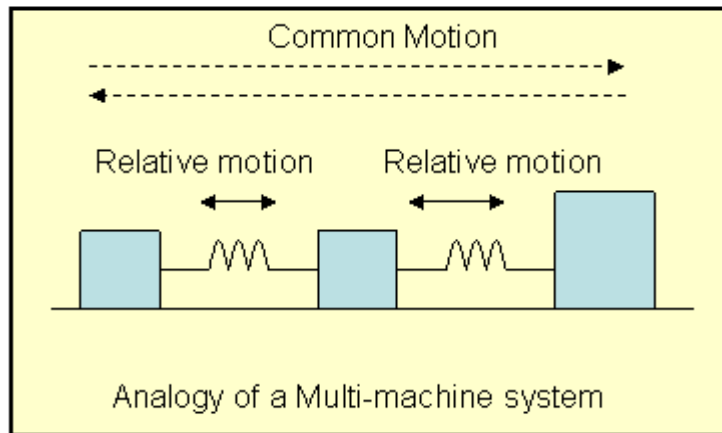 Common Motion
Relative motion Relative motion
Analogy of a Multi-machine system